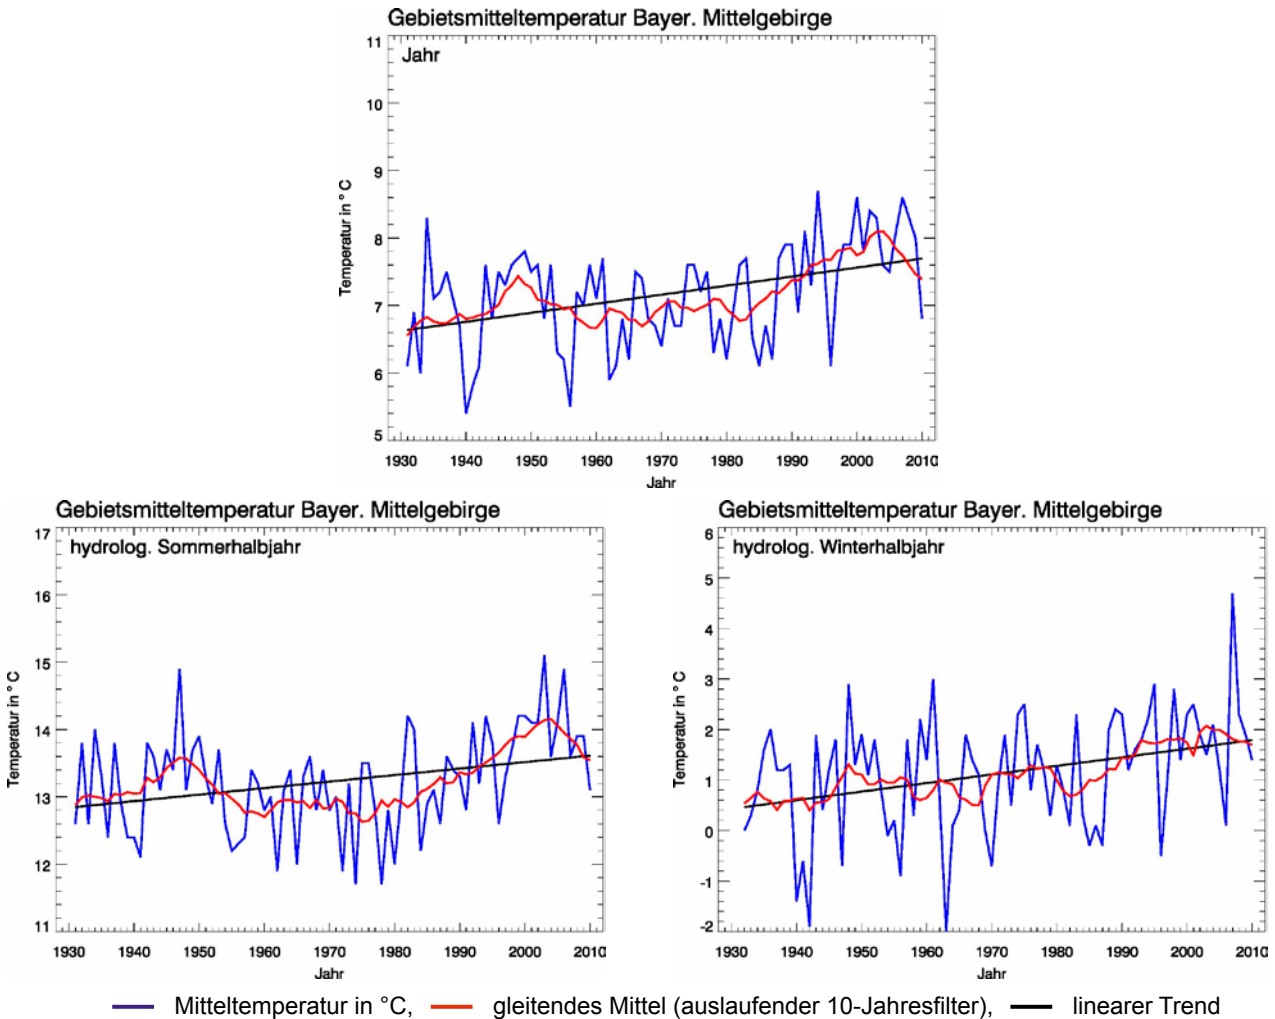 Gebietsmitteltemperatur Bayer. Mittelgebirge
Jahr
Temperatur in ° C
11
10
9
8
7
6
5
1930 1940 1950 1960 1970 1980 1990 2000 2010
Jahr
Gebietsmitteltemperatur Bayer. Mittelgebirge
hydrolog. Sommerhalbjahr
Temperatur in ° C
17
16
15
14
13
12
11
1930 1940 1950 1960 1970 1980 1990 2000 2010
Jahr
Gebietsmitteltemperatur Bayer. Mittelgebirge
hydrolog. Winterhalbjahr
Temperatur in ° C
6
5
4
3
2
1
0
-1
-2
1930 1940 1950 1960 1970 1980 1990 2000 2010
Jahr
Mitteltemperatur in °C, gleitendes Mittel (auslaufender 10-Jahresfilter), linearer Trend